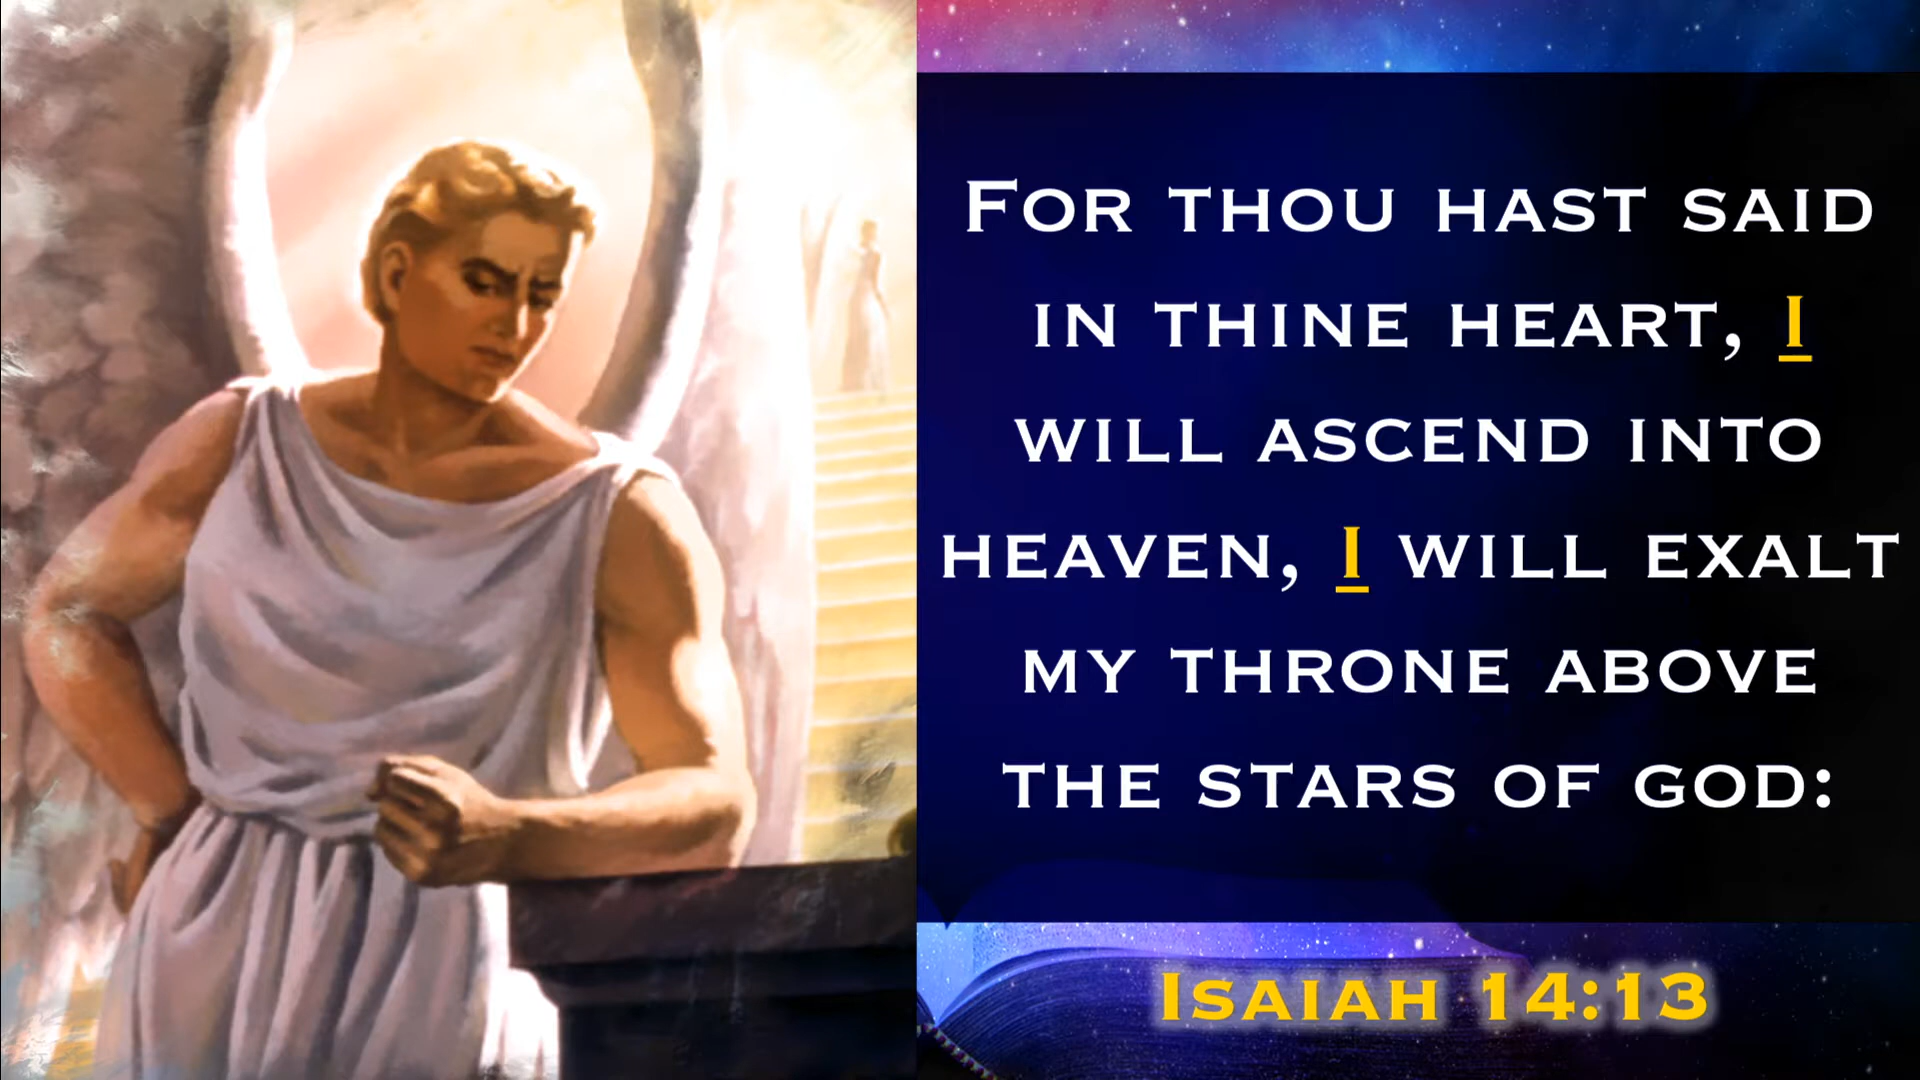 For thou hast said
in thine heart, I
will ascend into
heaven, I will exalt
my throne above
the stars of God:
Isaiah 14:13